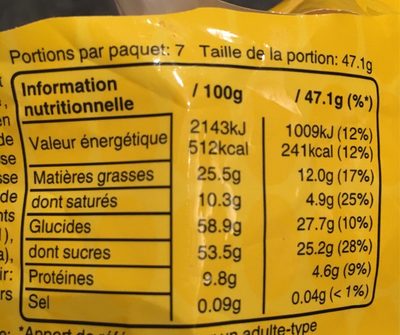 Portions par paquet: 7 Taille de la portion: 47.1g
Information nutritionnelle / 100g / 47.1g (%*)
Valeur énergétique 2143kJ 1009kJ (12%)
512kcal 241kcal (12%)
Matières grasses 25.5g 12.0g (17%)
dont saturés 10.3g 4.9g (25%)
Glucides 58.9g 27.7g (10%)
dont sucres 53.5g 25.2g (28%)
Protéines 9.8g 4.6g (9%)
Sel 0.09g 0.04g (< 1%)
adulte-type